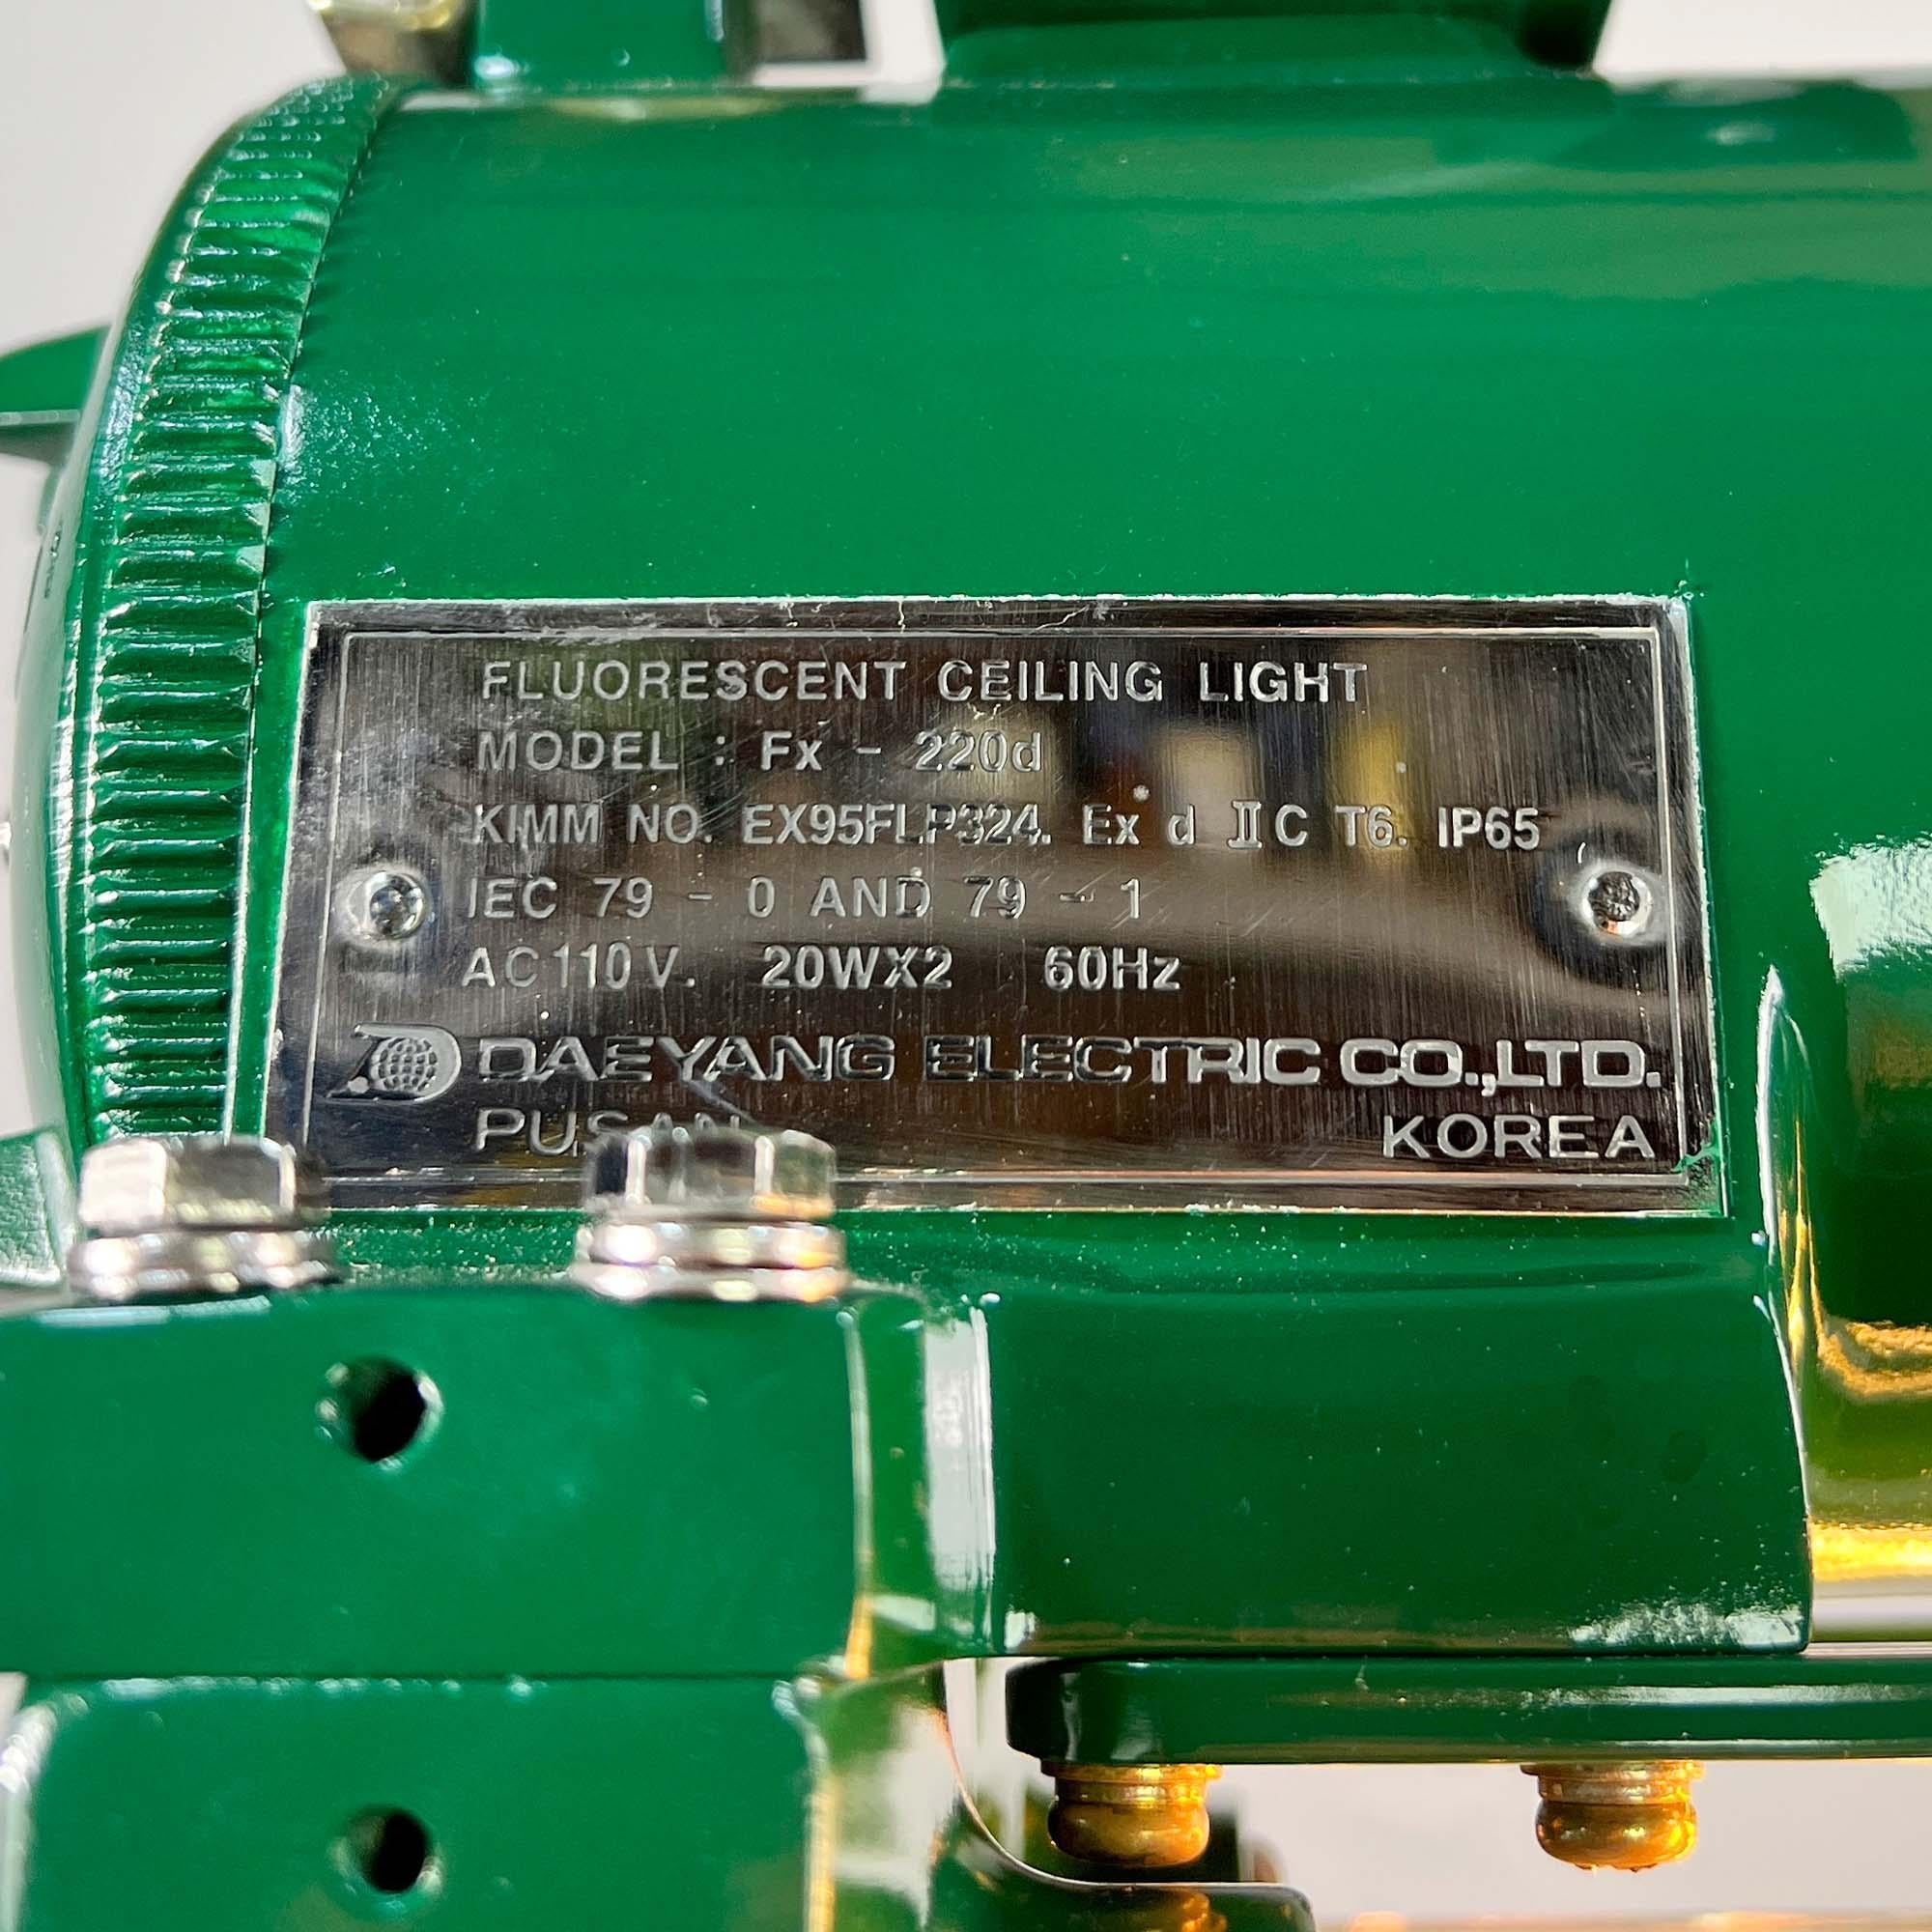 FLUORESCENT CEILING LIGHT
MODEL : Fx - 220d
KIMM NO. EX95FLP324. Ex d ⅡC T6. IP65
IEC 79 - 0 AND 79 - 1
AC110V. 20WX2 60Hz
DAEYANG ELECTRIC CO.,LTD.
PUSAN KOREA